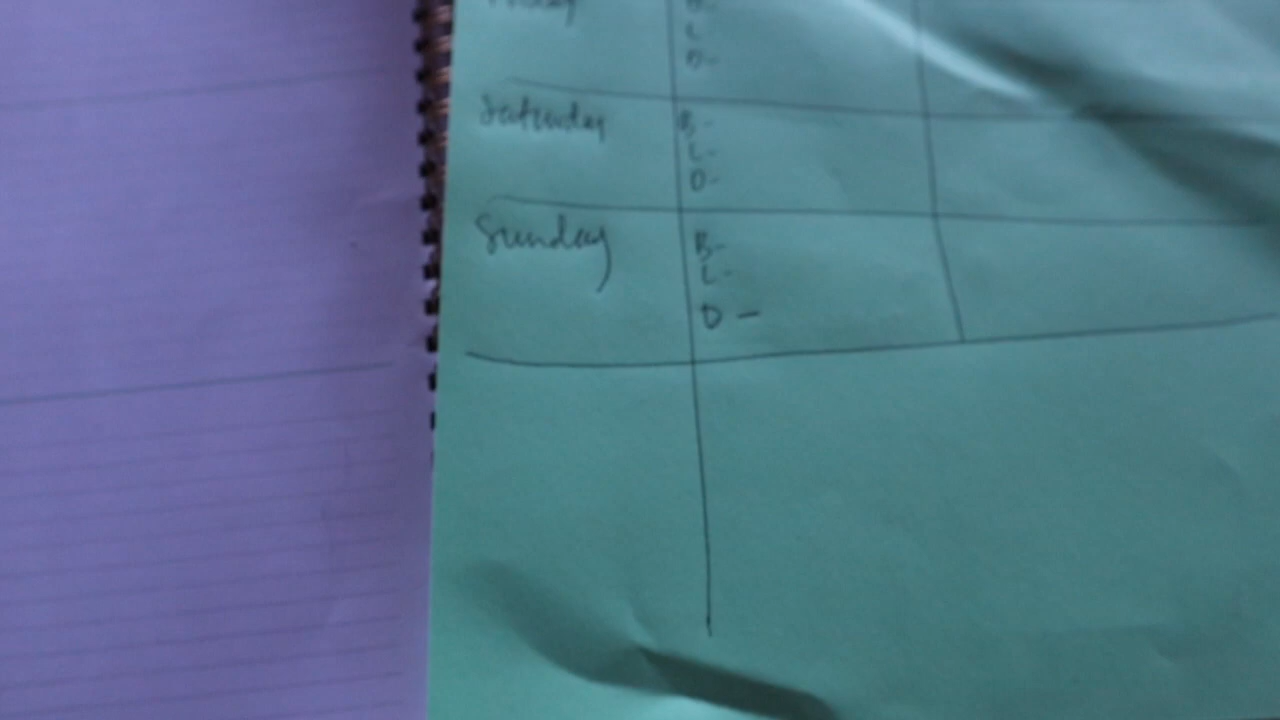 B-
L
D-
Saturday
B-
L-
D-
Sunday
B-
L-
D-